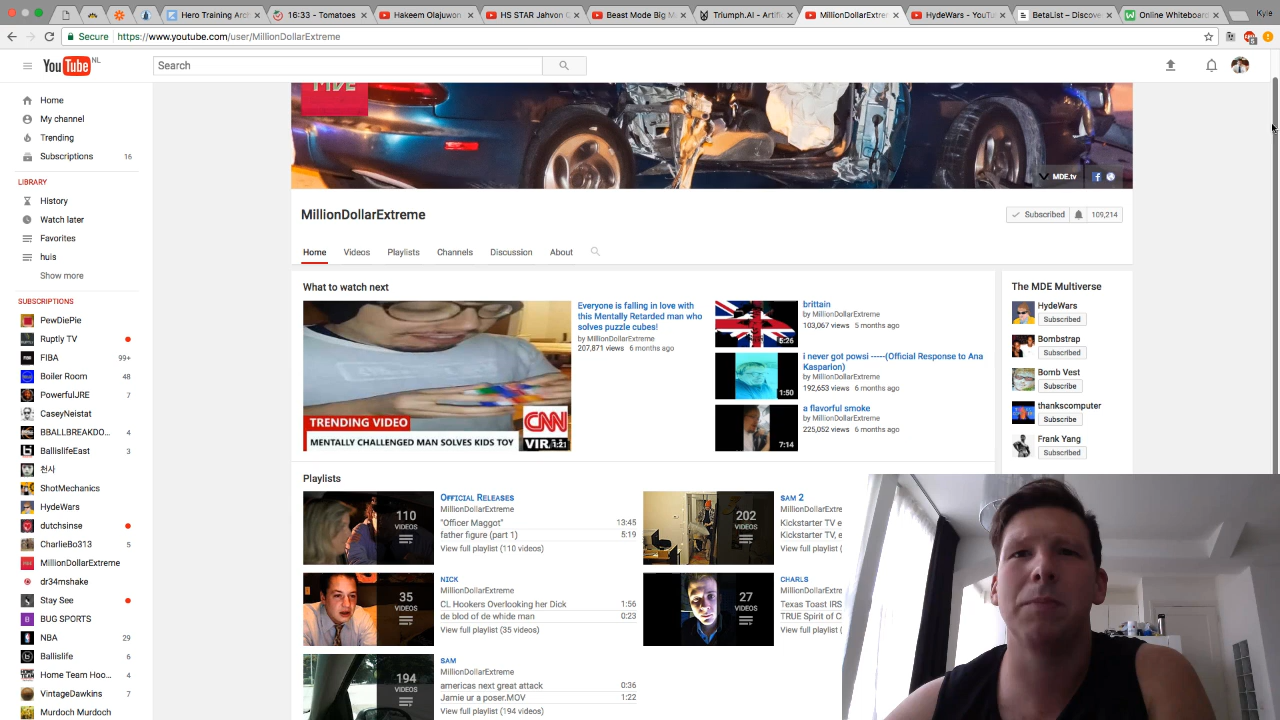 Hero Training Arch
16:33 - Tomatoes
Hakeem Olajuwon
HS STAR Jahvon Q
Beast Mode Big M
Triumph.AI - Artific
MillionDollarExtrem
HydeWars - YouTu
BetaList – Discove
Online Whiteboard
Kyle
Secure
https://www.youtube.com/user/MillionDollarExtreme
YouTube NL
Search
Home
My channel
Trending
Subscriptions 16
LIBRARY
History
Watch later
Favorites
huis
Show more
SUBSCRIPTIONS
PewDiePie
Ruptly TV
FIBA 99+
Boiler Room 48
PowerfulJRE 7
CaseyNeistat
BBALLBREAKDO... 4
BallislifeEast 3
천사
ShotMechanics
HydeWars
dutchsinse
CharlieBo313 5
MillionDollarExtreme
dr34mshake
Stay See
BUG SPORTS
NBA 29
Ballislife 6
Home Team Hoo... 4
VintageDawkins 7
Murdoch Murdoch
MDE
MDE.tv
MillionDollarExtreme
Subscribed 109,214
Home
Videos
Playlists
Channels
Discussion
About
What to watch next
TRENDING VIDEO
MENTALLY CHALLENGED MAN SOLVES KIDS TOY
CNN
1:21
Everyone is falling in love with
this Mentally Retarded man who
solves puzzle cubes!
by MillionDollarExtreme
207,871 views 6 months ago
5:26
brittain
by MillionDollarExtreme
103,067 views 5 months ago
1:50
i never got powsi -----(Official Response to Ana
Kasparion)
by MillionDollarExtreme
192,653 views 6 months ago
7:14
a flavorful smoke
by MillionDollarExtreme
225,052 views 6 months ago
The MDE Multiverse
HydeWars
Subscribed
Bombstrap
Subscribed
Bomb Vest
Subscribe
thankscomputer
Subscribe
Frank Yang
Subscribed
Playlists
110
VIDEOS
Official Releases
MillionDollarExtreme
"Officer Maggot" 13:45
father figure (part 1) 5:19
View full playlist (110 videos)
202
VIDEOS
sam 2
MillionDollarExtreme
Kickstarter TV e
Kickstarter TV, e
View full playlist (
35
VIDEOS
NICK
MillionDollarExtreme
CL Hookers Overlooking her Dick 1:56
de blod of de whide man 0:23
View full playlist (35 videos)
27
VIDEOS
CHARLS
MillionDollarExtreme
Texas Toast IRS
TRUE Spirit of C
View full playlist (
194
VIDEOS
SAM
MillionDollarExtreme
americas next great attack 0:36
Jamie ur a poser.MOV 1:22
View full playlist (194 videos)